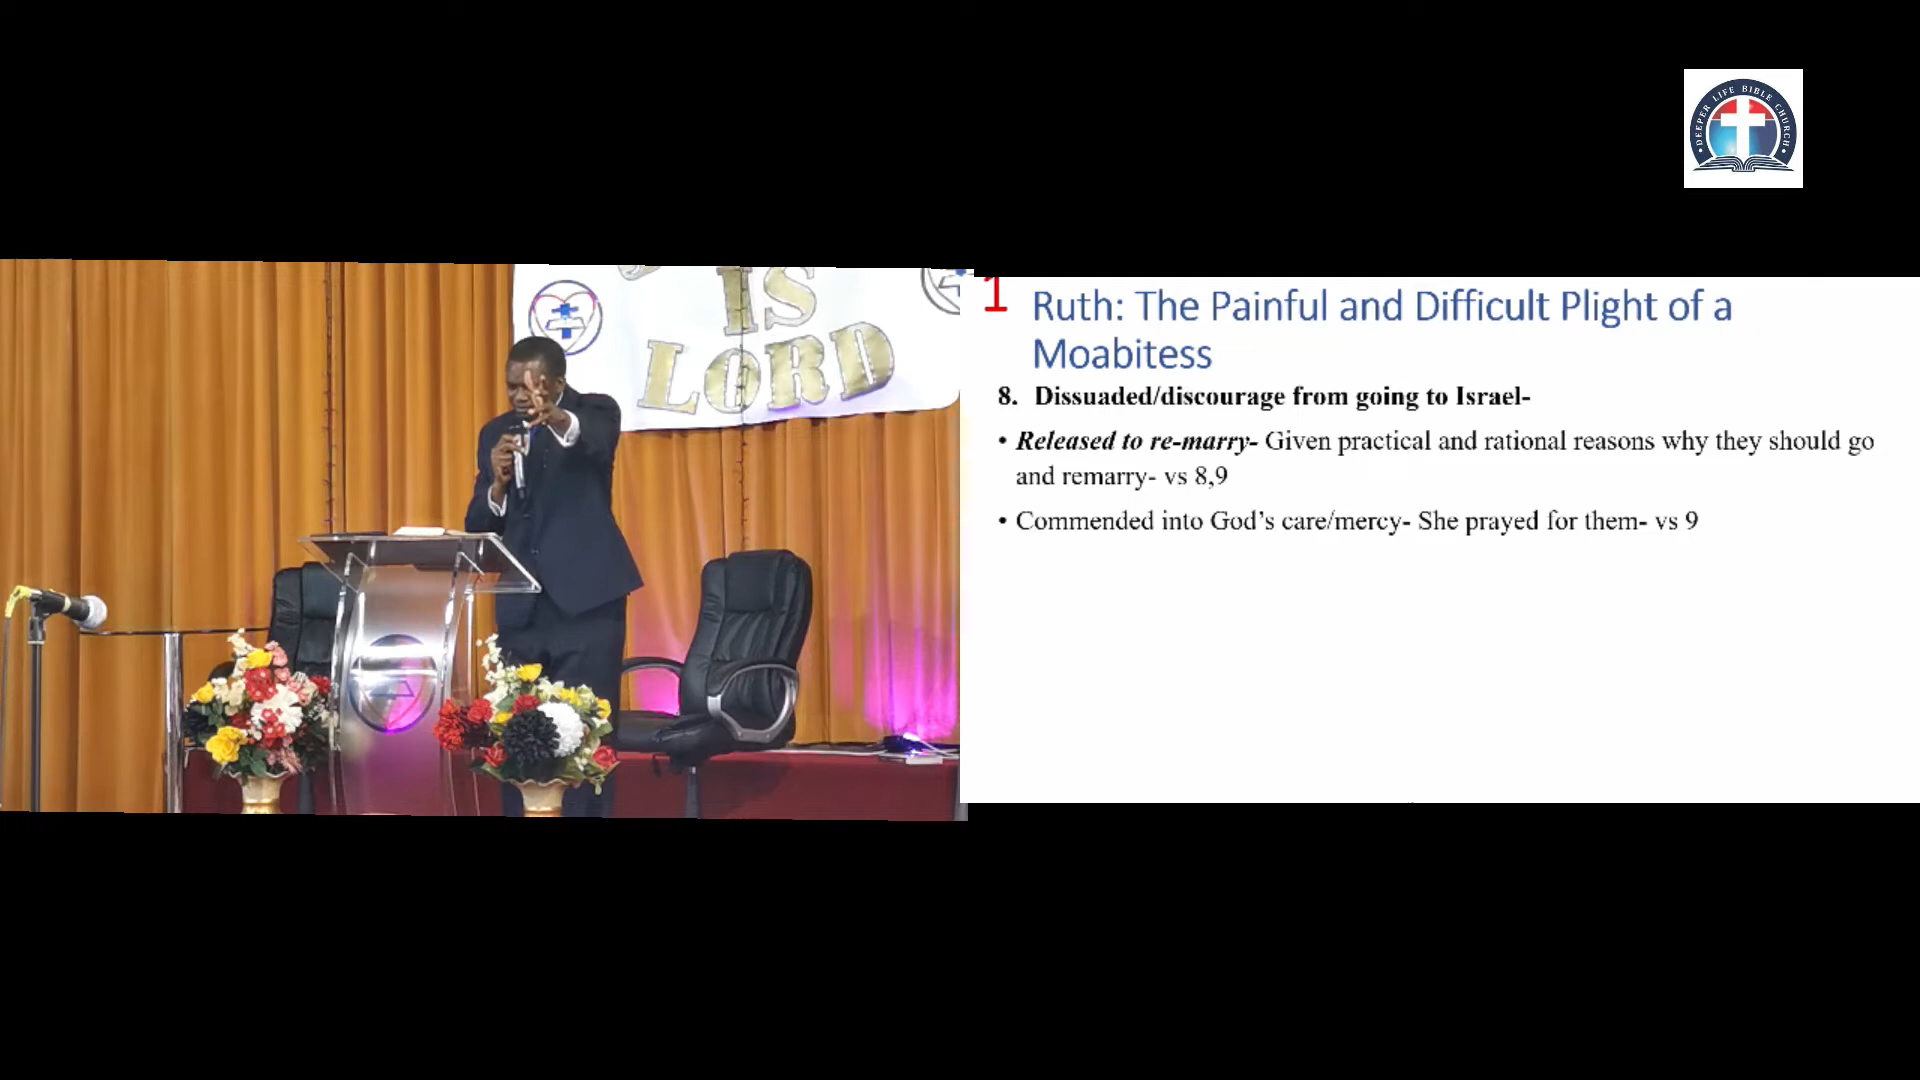 DEEPER LIFE BIBLE CHURCH
IS
LORD
1
Ruth: The Painful and Difficult Plight of a
Moabitess
8. Dissuaded/discourage from going to Israel-
• Released to re-marry- Given practical and rational reasons why they should go
and remarry- vs 8,9
• Commended into God’s care/mercy- She prayed for them- vs 9